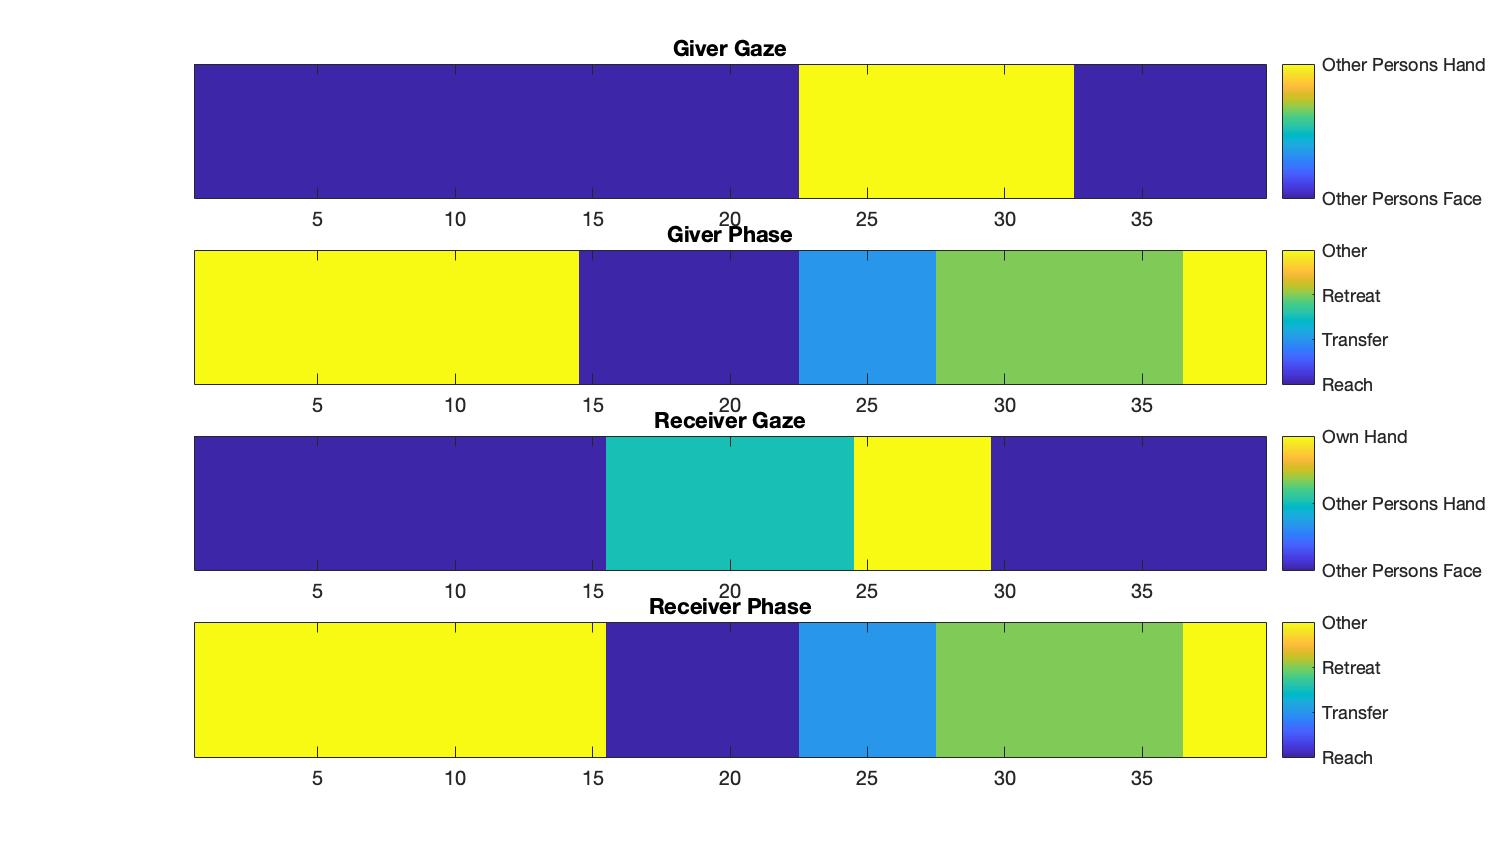 Giver Gaze
Other Persons Hand
Other Persons Face
5 10 15 20 25 30 35
Giver Phase
Other
Retreat
Transfer
Reach
5 10 15 20 25 30 35
Receiver Gaze
Own Hand
Other Persons Hand
Other Persons Face
5 10 15 20 25 30 35
Receiver Phase
Other
Retreat
Transfer
Reach
5 10 15 20 25 30 35